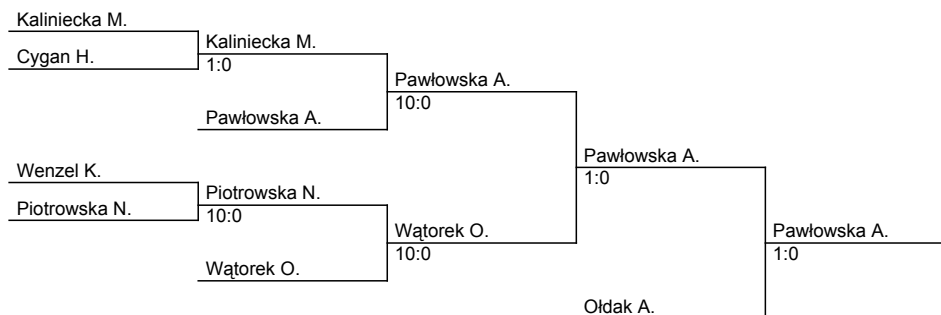 Kaliniecka M.
Cygan H.
Kaliniecka M.
1:0
Pawłowska A.
Pawłowska A.
10:0
Wenzel K.
Piotrowska N.
Piotrowska N.
10:0
Wątorek O.
Wątorek O.
10:0
Pawłowska A.
1:0
Ołdak A.
Pawłowska A.
1:0